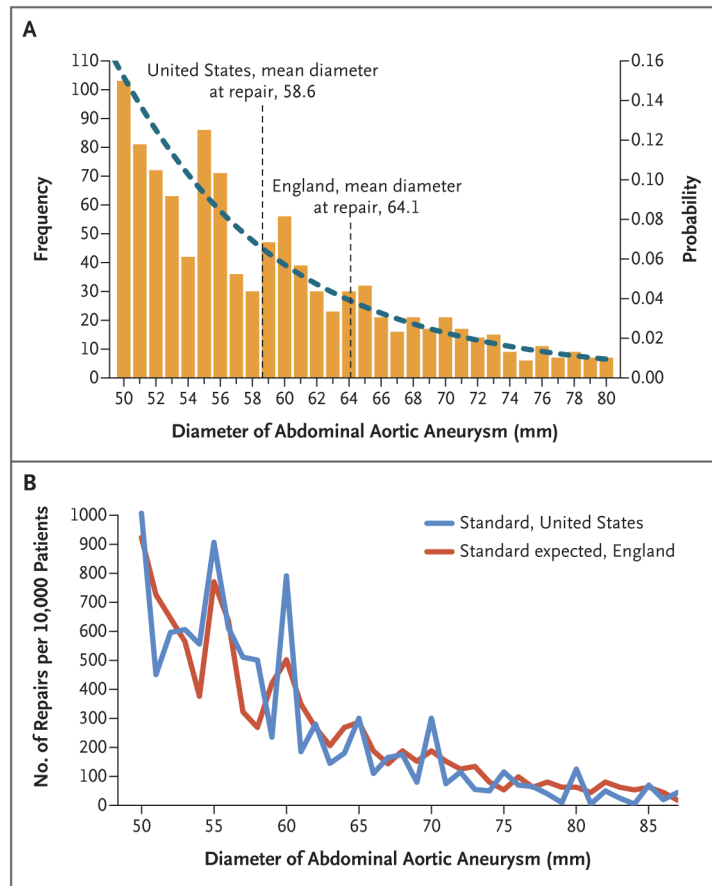 A
United States, mean diameter
at repair, 58.6
England, mean diameter
at repair, 64.1
Frequency
110
100
90
80
70
60
50
40
30
20
10
0
Probability
0.16
0.14
0.12
0.10
0.08
0.06
0.04
0.02
0.00
50 52 54 56 58 60 62 64 66 68 70 72 74 76 78 80
Diameter of Abdominal Aortic Aneurysm (mm)
B
Standard, United States
Standard expected, England
No. of Repairs per 10,000 Patients
1000
900
800
700
600
500
400
300
200
100
0
50 55 60 65 70 75 80 85
Diameter of Abdominal Aortic Aneurysm (mm)